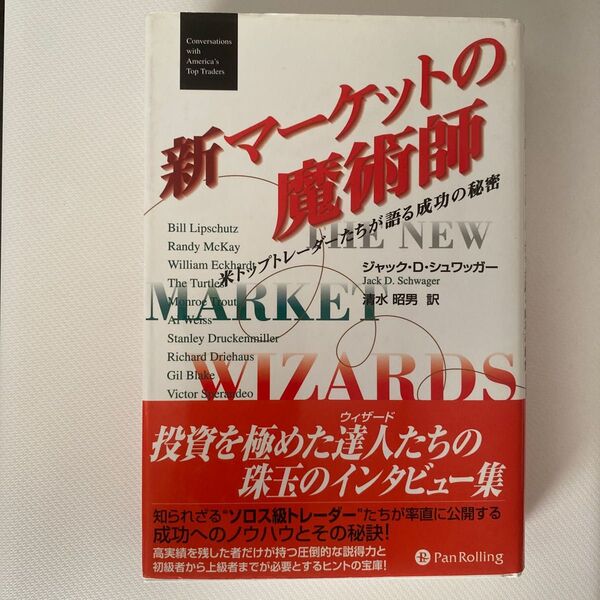 Conversations
with
America's
Top Traders
新マーケットの
魔術師
米トップトレーダーたちが語る成功の秘密
THE NEW
MARKET
WIZARDS
Bill Lipschutz
Randy McKay
William Eckhardt
The Turtles
Monroe Trout
Al Weiss
Stanley Druckenmiller
Richard Driehaus
Gil Blake
Victor Sperandeo
ジャック・D・シュワッガー
Jack D. Schwager
清水 昭男 訳
ウィザード
投資を極めた達人たちの
珠玉のインタビュー集
知られざる“ソロス級トレーダー”たちが率直に公開する
成功へのノウハウとその秘訣!
高実績を残した者だけが持つ圧倒的な説得力と
初級者から上級者までが必要とするヒントの宝庫!
PanRolling